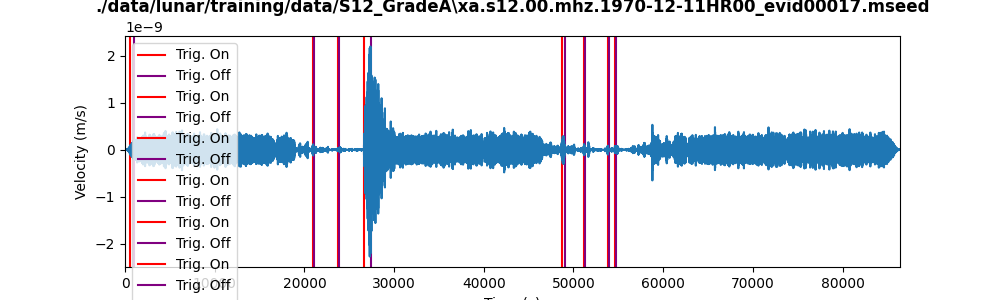 ./data/lunar/training/data/S12_GradeA\xa.s12.00.mhz.1970-12-11HR00_evid00017.mseed
1e−9
Velocity (m/s)
2
1
0
−1
−2
Trig. On
Trig. Off
Trig. On
Trig. Off
Trig. On
Trig. Off
Trig. On
Trig. Off
Trig. On
Trig. Off
Trig. On
Trig. Off
0 10000 20000 30000 40000 50000 60000 70000 80000